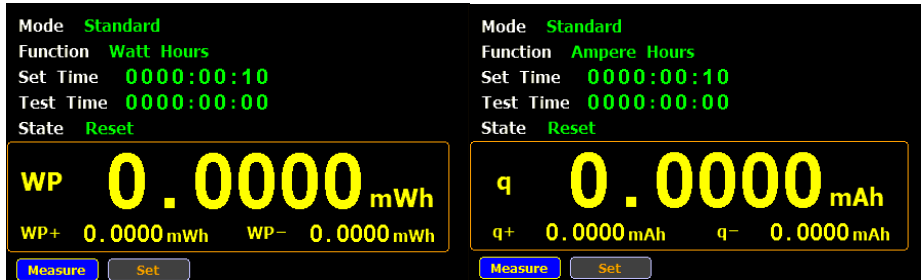 Mode Standard
Function Watt Hours
Set Time 0000:00:10
Test Time 0000:00:00
State Reset
WP 0.0000 mWh
WP+ 0.0000 mWh WP− 0.0000 mWh
Measure Set
Mode Standard
Function Ampere Hours
Set Time 0000:00:10
Test Time 0000:00:00
State Reset
q 0.0000 mAh
q+ 0.0000 mAh q− 0.0000 mAh
Measure Set